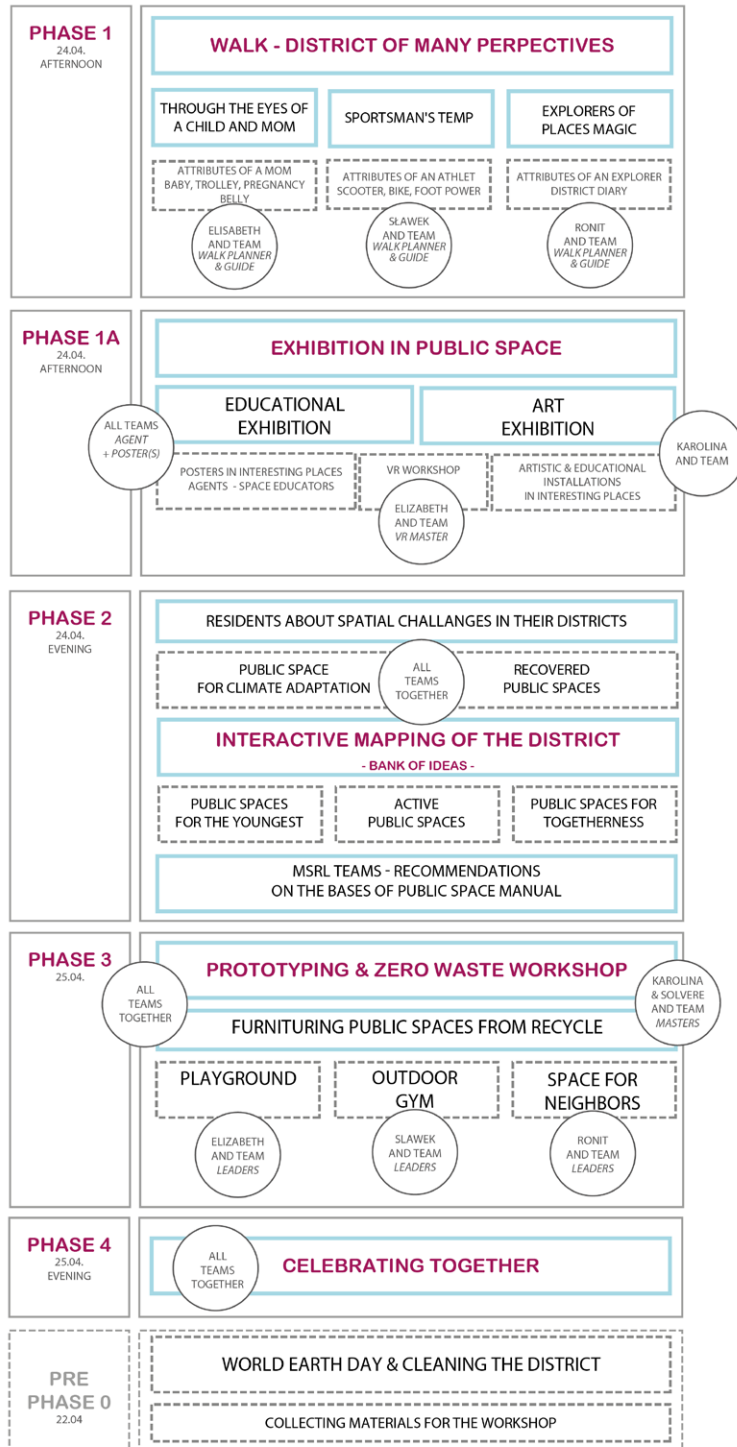 PHASE 1
24.04.
AFTERNOON
WALK - DISTRICT OF MANY PERPECTIVES
THROUGH THE EYES OF
A CHILD AND MOM
SPORTSMAN'S TEMP
EXPLORERS OF
PLACES MAGIC
ATTRIBUTES OF A MOM
BABY, TROLLEY, PREGNANCY
BELLY
ATTRIBUTES OF AN ATHLET
SCOOTER, BIKE, FOOT POWER
ATTRIBUTES OF AN EXPLORER
DISTRICT DIARY
ELISABETH
AND TEAM
WALK PLANNER
& GUIDE
SŁAWEK
AND TEAM
WALK PLANNER
& GUIDE
RONIT
AND TEAM
WALK PLANNER
& GUIDE
PHASE 1A
24.04.
AFTERNOON
EXHIBITION IN PUBLIC SPACE
EDUCATIONAL
EXHIBITION
ART
EXHIBITION
ALL TEAMS
AGENT
+ POSTER(S)
KAROLINA
AND TEAM
POSTERS IN INTERESTING PLACES
AGENTS - SPACE EDUCATORS
VR WORKSHOP
ARTISTIC & EDUCATIONAL
INSTALLATIONS
IN INTERESTING PLACES
ELIZABETH
AND TEAM
VR MASTER
PHASE 2
24.04.
EVENING
RESIDENTS ABOUT SPATIAL CHALLANGES IN THEIR DISTRICTS
PUBLIC SPACE
FOR CLIMATE ADAPTATION
ALL
TEAMS
TOGETHER
RECOVERED
PUBLIC SPACES
INTERACTIVE MAPPING OF THE DISTRICT
- BANK OF IDEAS -
PUBLIC SPACES
FOR THE YOUNGEST
ACTIVE
PUBLIC SPACES
PUBLIC SPACES FOR
TOGETHERNESS
MSRL TEAMS - RECOMMENDATIONS
ON THE BASES OF PUBLIC SPACE MANUAL
PHASE 3
25.04.
PROTOTYPING & ZERO WASTE WORKSHOP
ALL
TEAMS
TOGETHER
KAROLINA
& SOLVERE
AND TEAM
MASTERS
FURNITURING PUBLIC SPACES FROM RECYCLE
PLAYGROUND
OUTDOOR
GYM
SPACE FOR
NEIGHBORS
ELIZABETH
AND TEAM
LEADERS
SLAWEK
AND TEAM
LEADERS
RONIT
AND TEAM
LEADERS
PHASE 4
25.04.
EVENING
ALL
TEAMS
TOGETHER
CELEBRATING TOGETHER
PRE
PHASE 0
22.04
WORLD EARTH DAY & CLEANING THE DISTRICT
COLLECTING MATERIALS FOR THE WORKSHOP